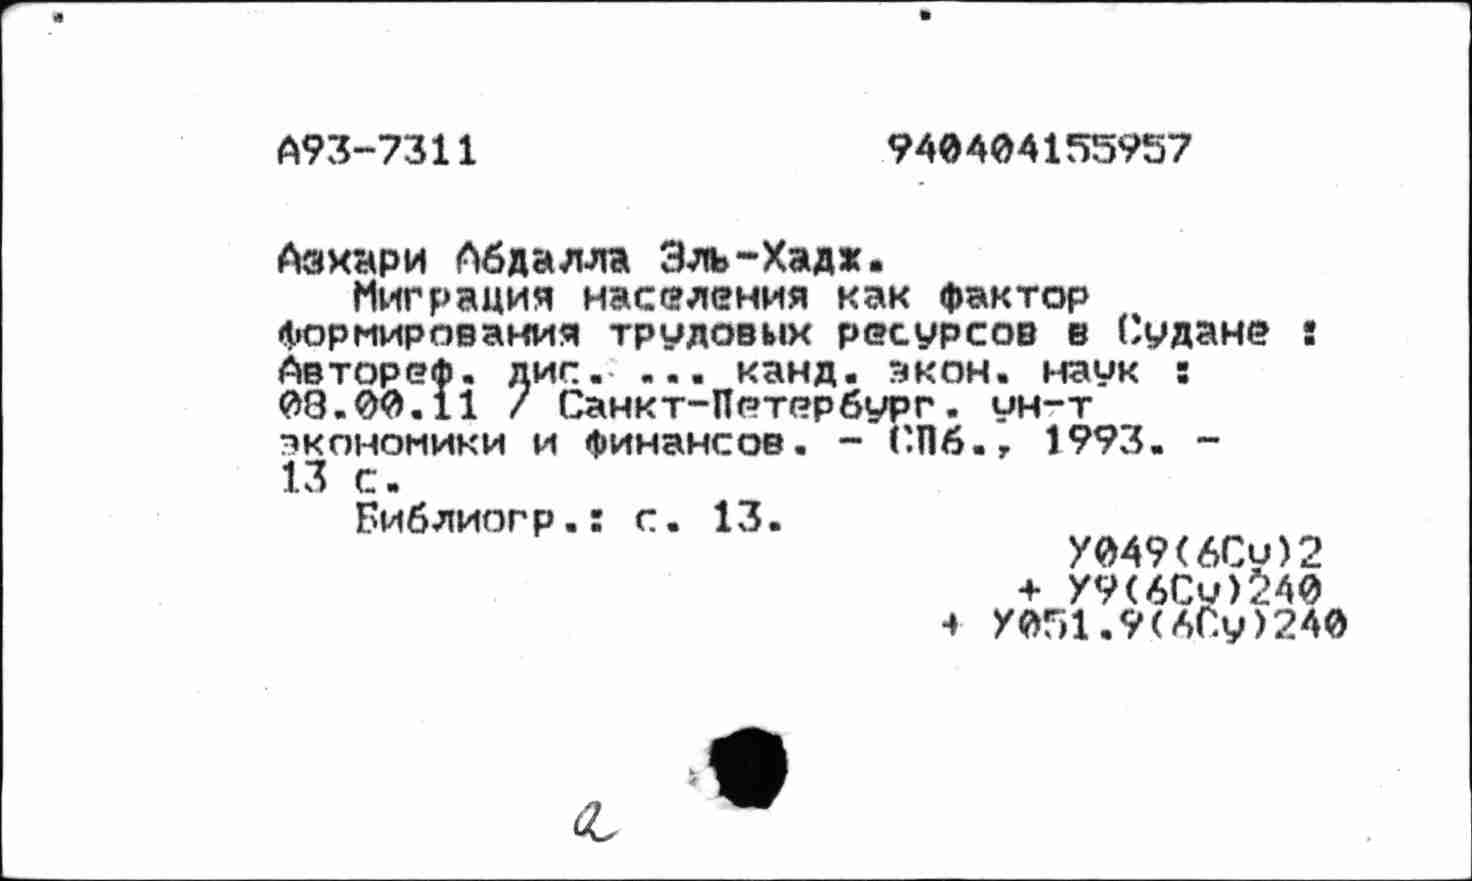 А93-7311 940404155957
Азхари Абдалла Эль-Хадж.
Миграция населения как фактор
формирования трудовых ресурсов в Судане :
Автореф. дис. ... канд. экон. наук :
08.00.11 / Санкт-Петербург. ун-т
экономики и финансов. - СПб., 1993. -
13 с.
Библиогр.: с. 13.
У049(6Су)2
+ У9(6Су)240
+ У051.9(6Су)240
а